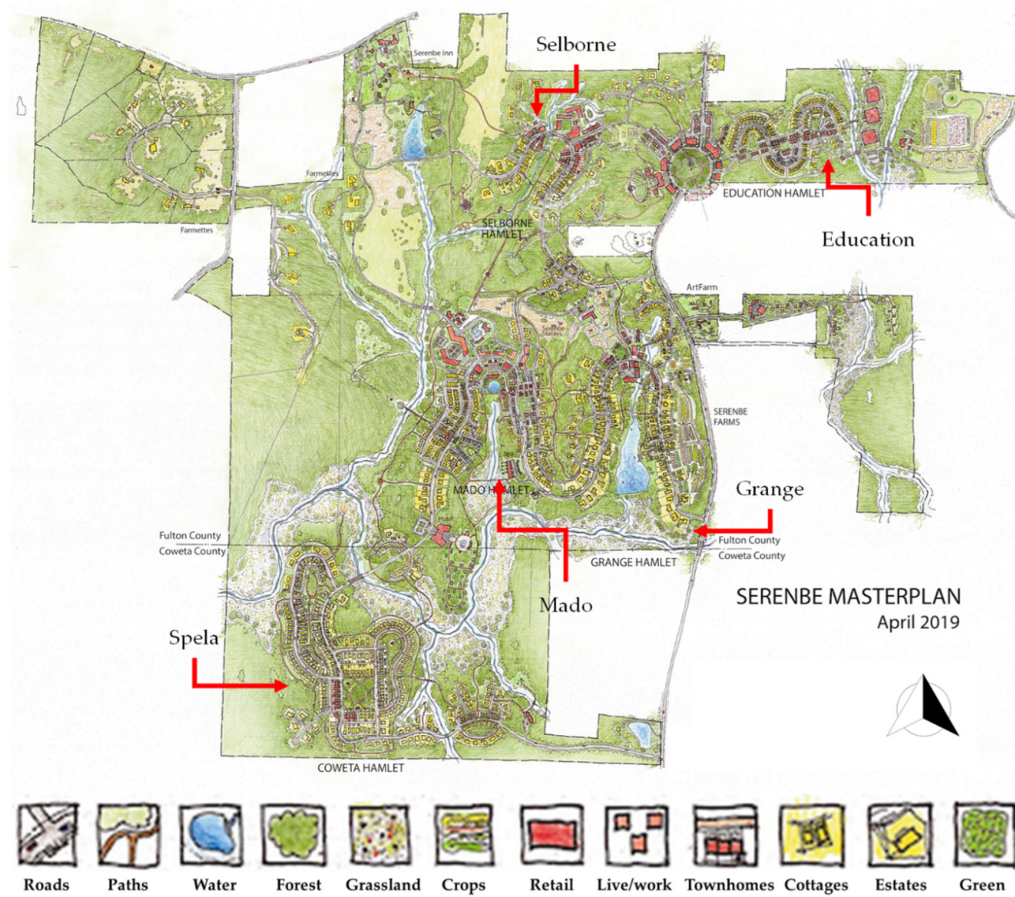 Selborne
Serenbe Inn
Farmettes
EDUCATION HAMLET
SELBORNE
HAMLET
Farmettes
Education
ArtFarm
SERENBE
FARMS
MADO HAMLET
Grange
Fulton County
Coweta County
Fulton County
Coweta County
GRANGE HAMLET
SERENBE MASTERPLAN
April 2019
Mado
Spela
COWETA HAMLET
Roads Paths Water Forest Grassland Crops Retail Live/work Townhomes Cottages Estates Green